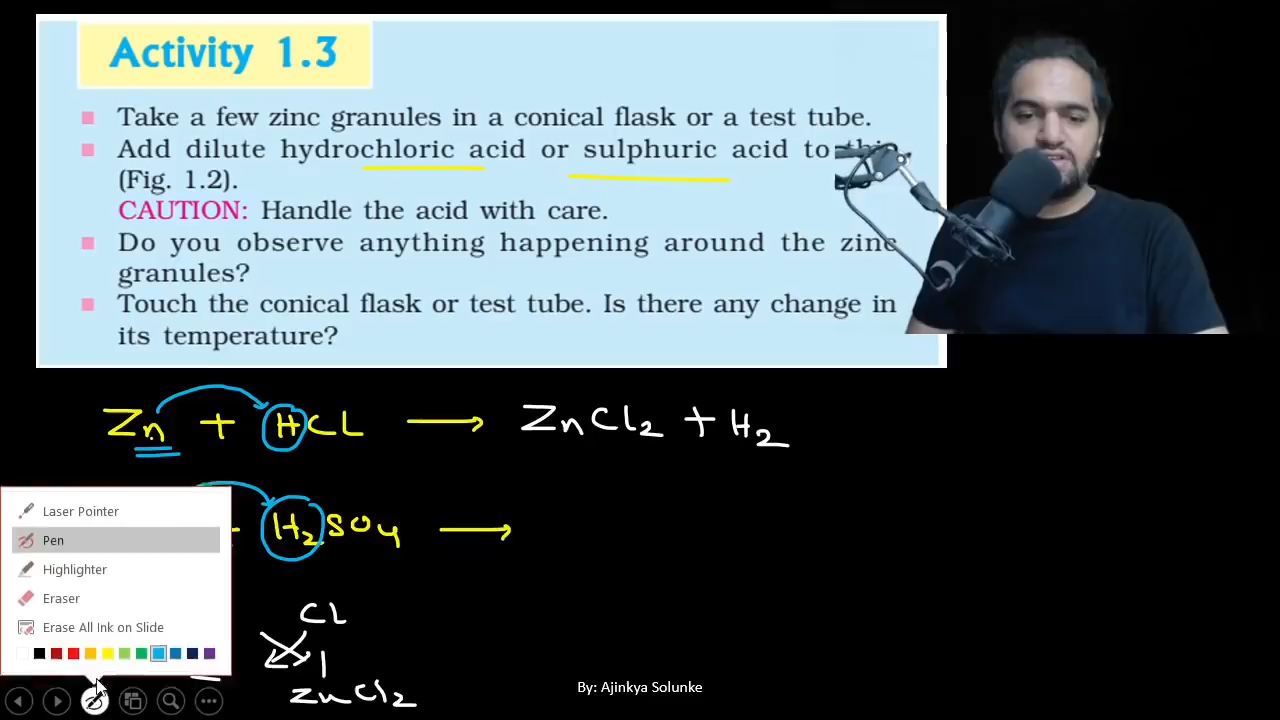 Activity 1.3
Take a few zinc granules in a conical flask or a test tube.
Add dilute hydrochloric acid or sulphuric acid to this
(Fig. 1.2).
CAUTION: Handle the acid with care.
Do you observe anything happening around the zinc
granules?
Touch the conical flask or test tube. Is there any change in
its temperature?
Zn + HCL → ZnCl2 + H2
H2SO4 →
Laser Pointer
Pen
Highlighter
Eraser
Erase All Ink on Slide
CL
1
ZnCl2
By: Ajinkya Solunke